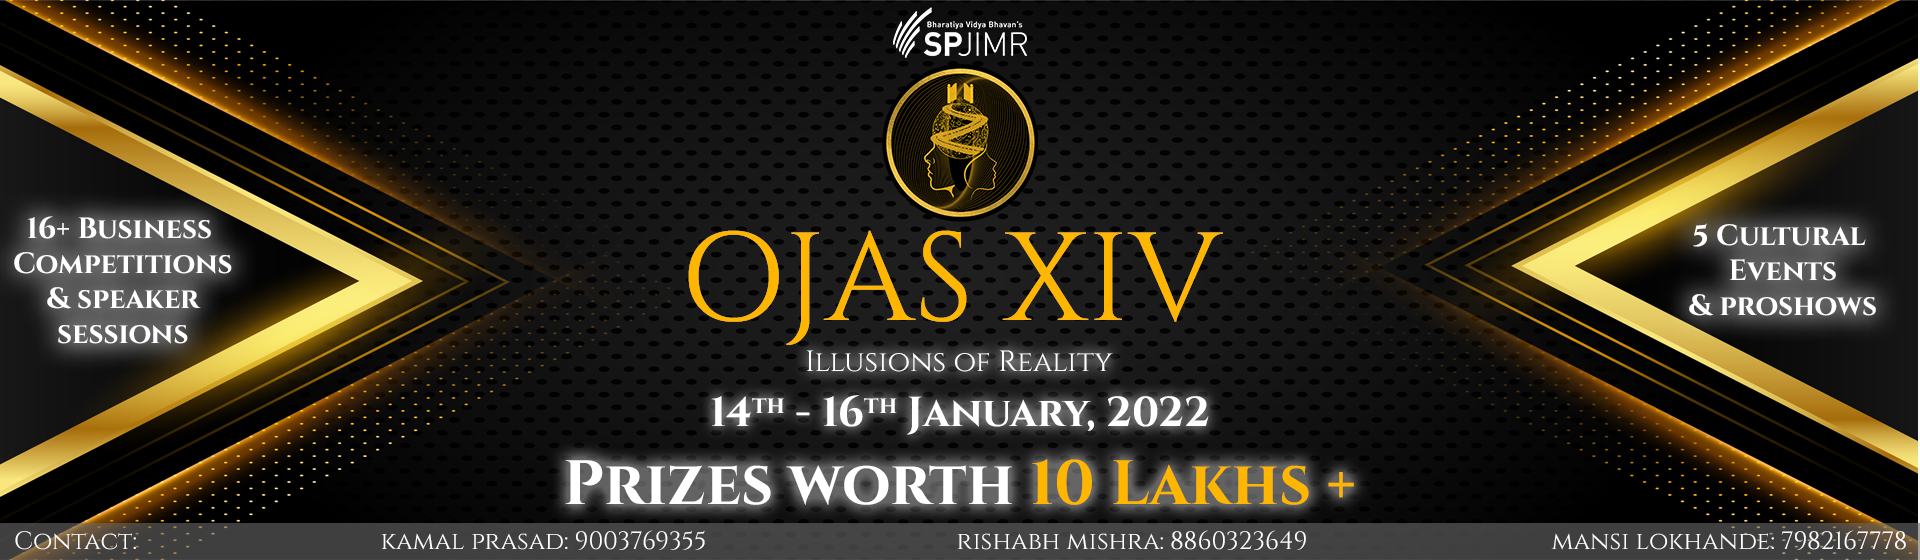 Bharatiya Vidya Bhavan's
SPJIMR
OJAS XIV
ILLUSIONS OF REALITY
14TH - 16TH JANUARY, 2022
PRIZES WORTH 10 LAKHS +
16+ BUSINESS
COMPETITIONS
& SPEAKER
SESSIONS
5 CULTURAL
EVENTS
& PROSHOWS
CONTACT: KAMAL PRASAD: 9003769355 RISHABH MISHRA: 8860323649 MANSI LOKHANDE: 7982167778